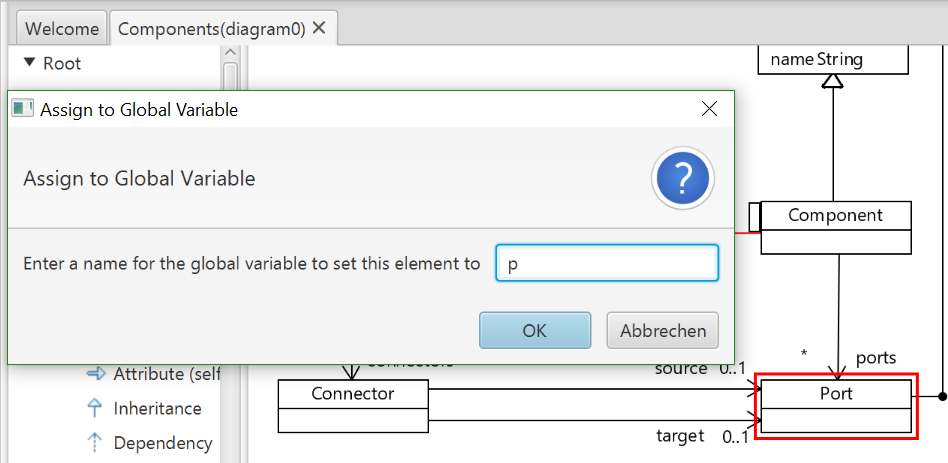 Welcome
Components(diagram0)
Root
name String
Assign to Global Variable
Assign to Global Variable
?
Component
Enter a name for the global variable to set this element to p
OK
Abbrechen
* ports
source 0..1
Attribute (self
Connector
Port
Inheritance
target 0..1
Dependency